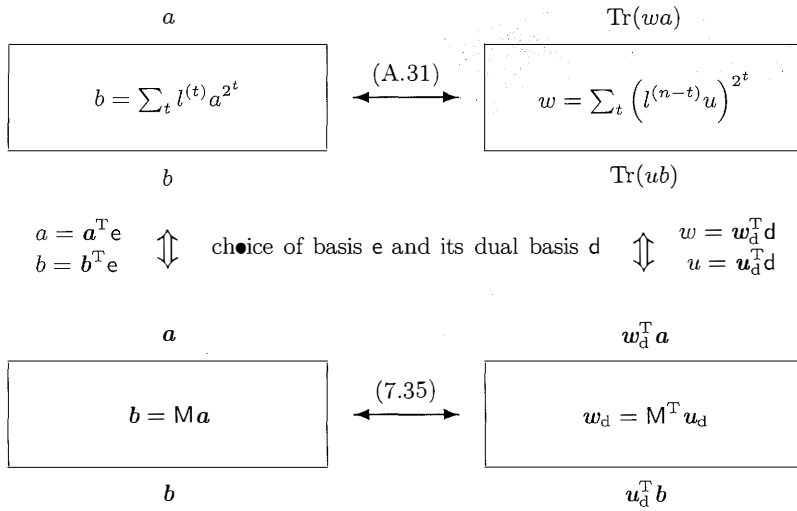 a Tr(wa)
b = ∑_t l^{(t)} a^{2^t} (A.31) w = ∑_t (l^{(n−t)} u)^{2^t}
b Tr(ub)
a = a^T e w = w_d^T d
choice of basis e and its dual basis d
b = b^T e u = u_d^T d
a w_d^T a
b = Ma (7.35) w_d = M^T u_d
b u_d^T b